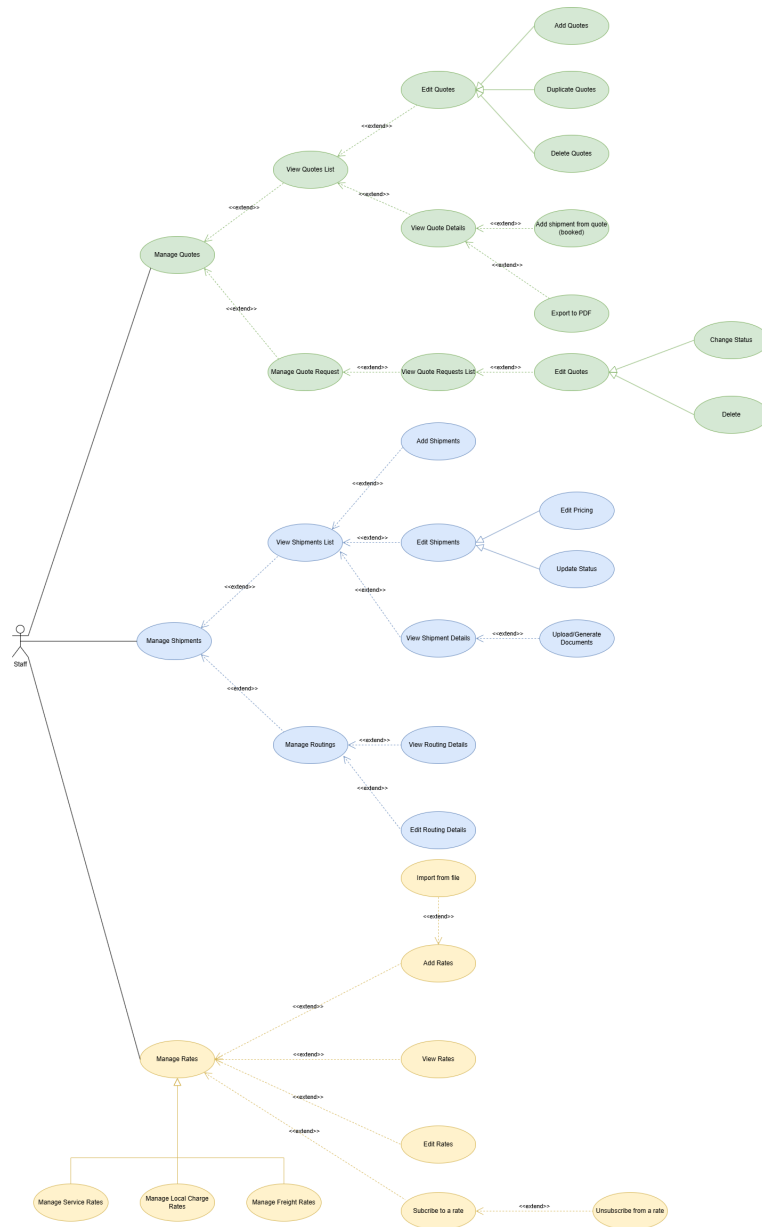 Add Quotes
Edit Quotes
Duplicate Quotes
<<extend>>
Delete Quotes
View Quotes List
<<extend>>
<<extend>>
View Quote Details
<<extend>>
Add shipment from quote
(booked)
Manage Quotes
<<extend>>
<<extend>>
Export to PDF
Change Status
Manage Quote Request
<<extend>>
View Quote Requests List
<<extend>>
Edit Quotes
Delete
Add Shipments
<<extend>>
Edit Pricing
View Shipments List
<<extend>>
Edit Shipments
Update Status
<<extend>>
<<extend>>
Manage Shipments
View Shipment Details
<<extend>>
Upload/Generate
Documents
Staff
<<extend>>
Manage Routings
<<extend>>
View Routing Details
<<extend>>
Edit Routing Details
Import from file
<<extend>>
Add Rates
<<extend>>
Manage Rates
<<extend>>
View Rates
<<extend>>
Edit Rates
<<extend>>
Manage Service Rates
Manage Local Charge
Rates
Manage Freight Rates
Subcribe to a rate
<<extend>>
Unsubscribe from a rate